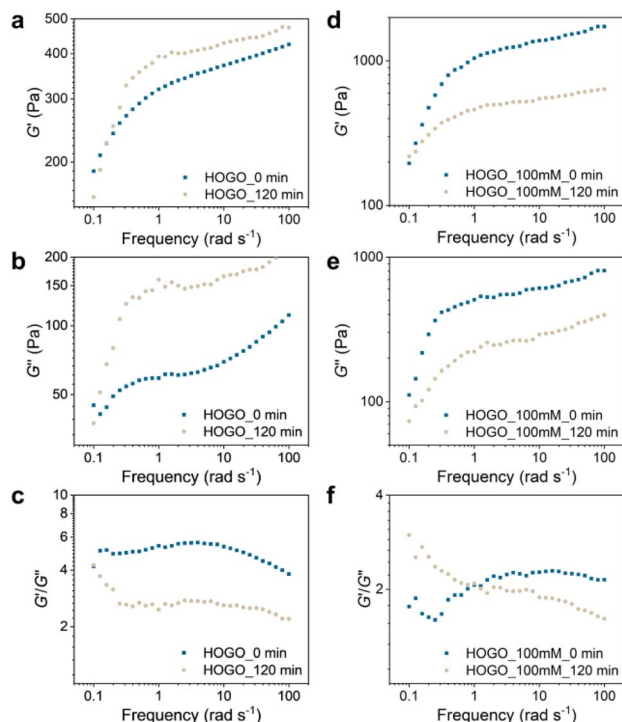 a
G' (Pa)
500
400
300
200
HOGO_0 min
HOGO_120 min
0.1 1 10 100
Frequency (rad s⁻¹)
d
G' (Pa)
1000
100
HOGO_100mM_0 min
HOGO_100mM_120 min
0.1 1 10 100
Frequency (rad s⁻¹)
b
G'' (Pa)
200
150
100
50
HOGO_0 min
HOGO_120 min
0.1 1 10 100
Frequency (rad s⁻¹)
e
G'' (Pa)
1000
100
HOGO_100mM_0 min
HOGO_100mM_120 min
0.1 1 10 100
Frequency (rad s⁻¹)
c
G'/G''
10
8
6
4
2
HOGO_0 min
HOGO_120 min
0.1 1 10 100
Frequency (rad s⁻¹)
f
G'/G''
4
2
HOGO_100mM_0 min
HOGO_100mM_120 min
0.1 1 10 100
Frequency (rad s⁻¹)